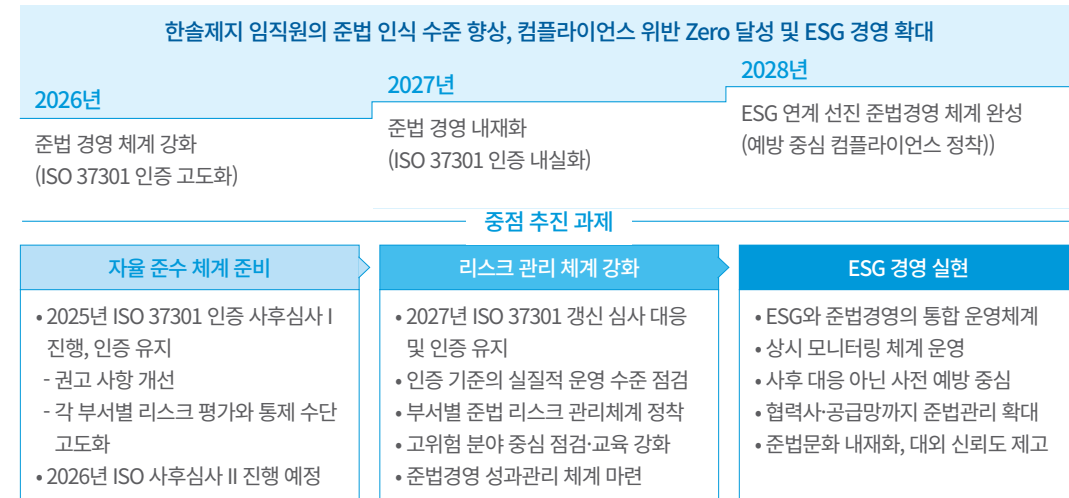 한솔제지 임직원의 준법 인식 수준 향상, 컴플라이언스 위반 Zero 달성 및 ESG 경영 확대
2026년
준법 경영 체계 강화
(ISO 37301 인증 고도화)
2027년
준법 경영 내재화
(ISO 37301 인증 내실화)
2028년
ESG 연계 선진 준법경영 체계 완성
(예방 중심 컴플라이언스 정착))
중점 추진 과제
자율 준수 체계 준비
• 2025년 ISO 37301 인증 사후심사 I
진행, 인증 유지
- 권고 사항 개선
- 각 부서별 리스크 평가와 통제 수단
고도화
• 2026년 ISO 사후심사 II 진행 예정
리스크 관리 체계 강화
• 2027년 ISO 37301 갱신 심사 대응
및 인증 유지
• 인증 기준의 실질적 운영 수준 점검
• 부서별 준법 리스크 관리체계 정착
• 고위험 분야 중심 점검·교육 강화
• 준법경영 성과관리 체계 마련
ESG 경영 실현
• ESG와 준법경영의 통합 운영체계
• 상시 모니터링 체계 운영
• 사후 대응 아닌 사전 예방 중심
• 협력사·공급망까지 준법관리 확대
• 준법문화 내재화, 대외 신뢰도 제고